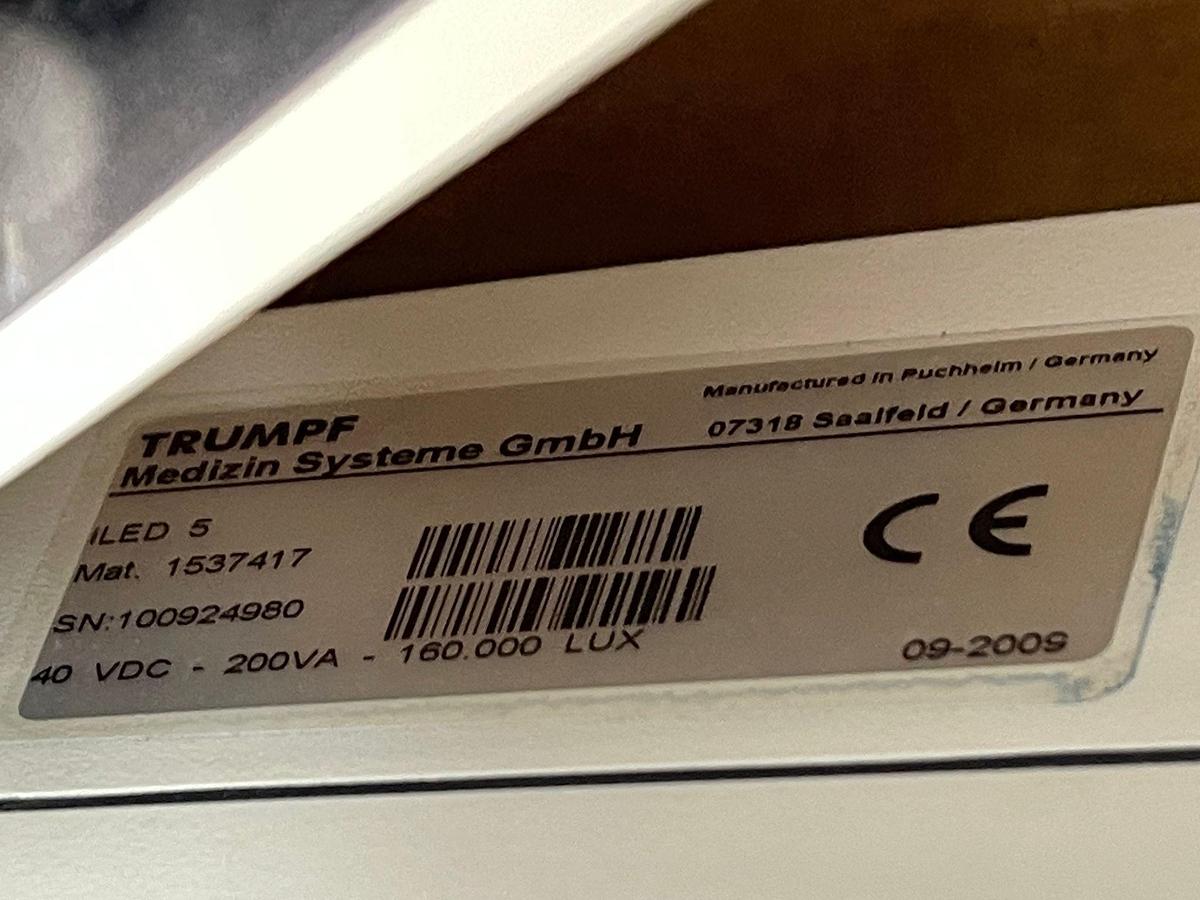 TRUMPF
Medizin Systeme GmbH
Manufactured in Puchheim / Germany
07318 Saalfeld / Germany
iLED 5
Mat. 1537417
SN:100924980
40 VDC - 200VA - 160.000 LUX
CE
09-2009